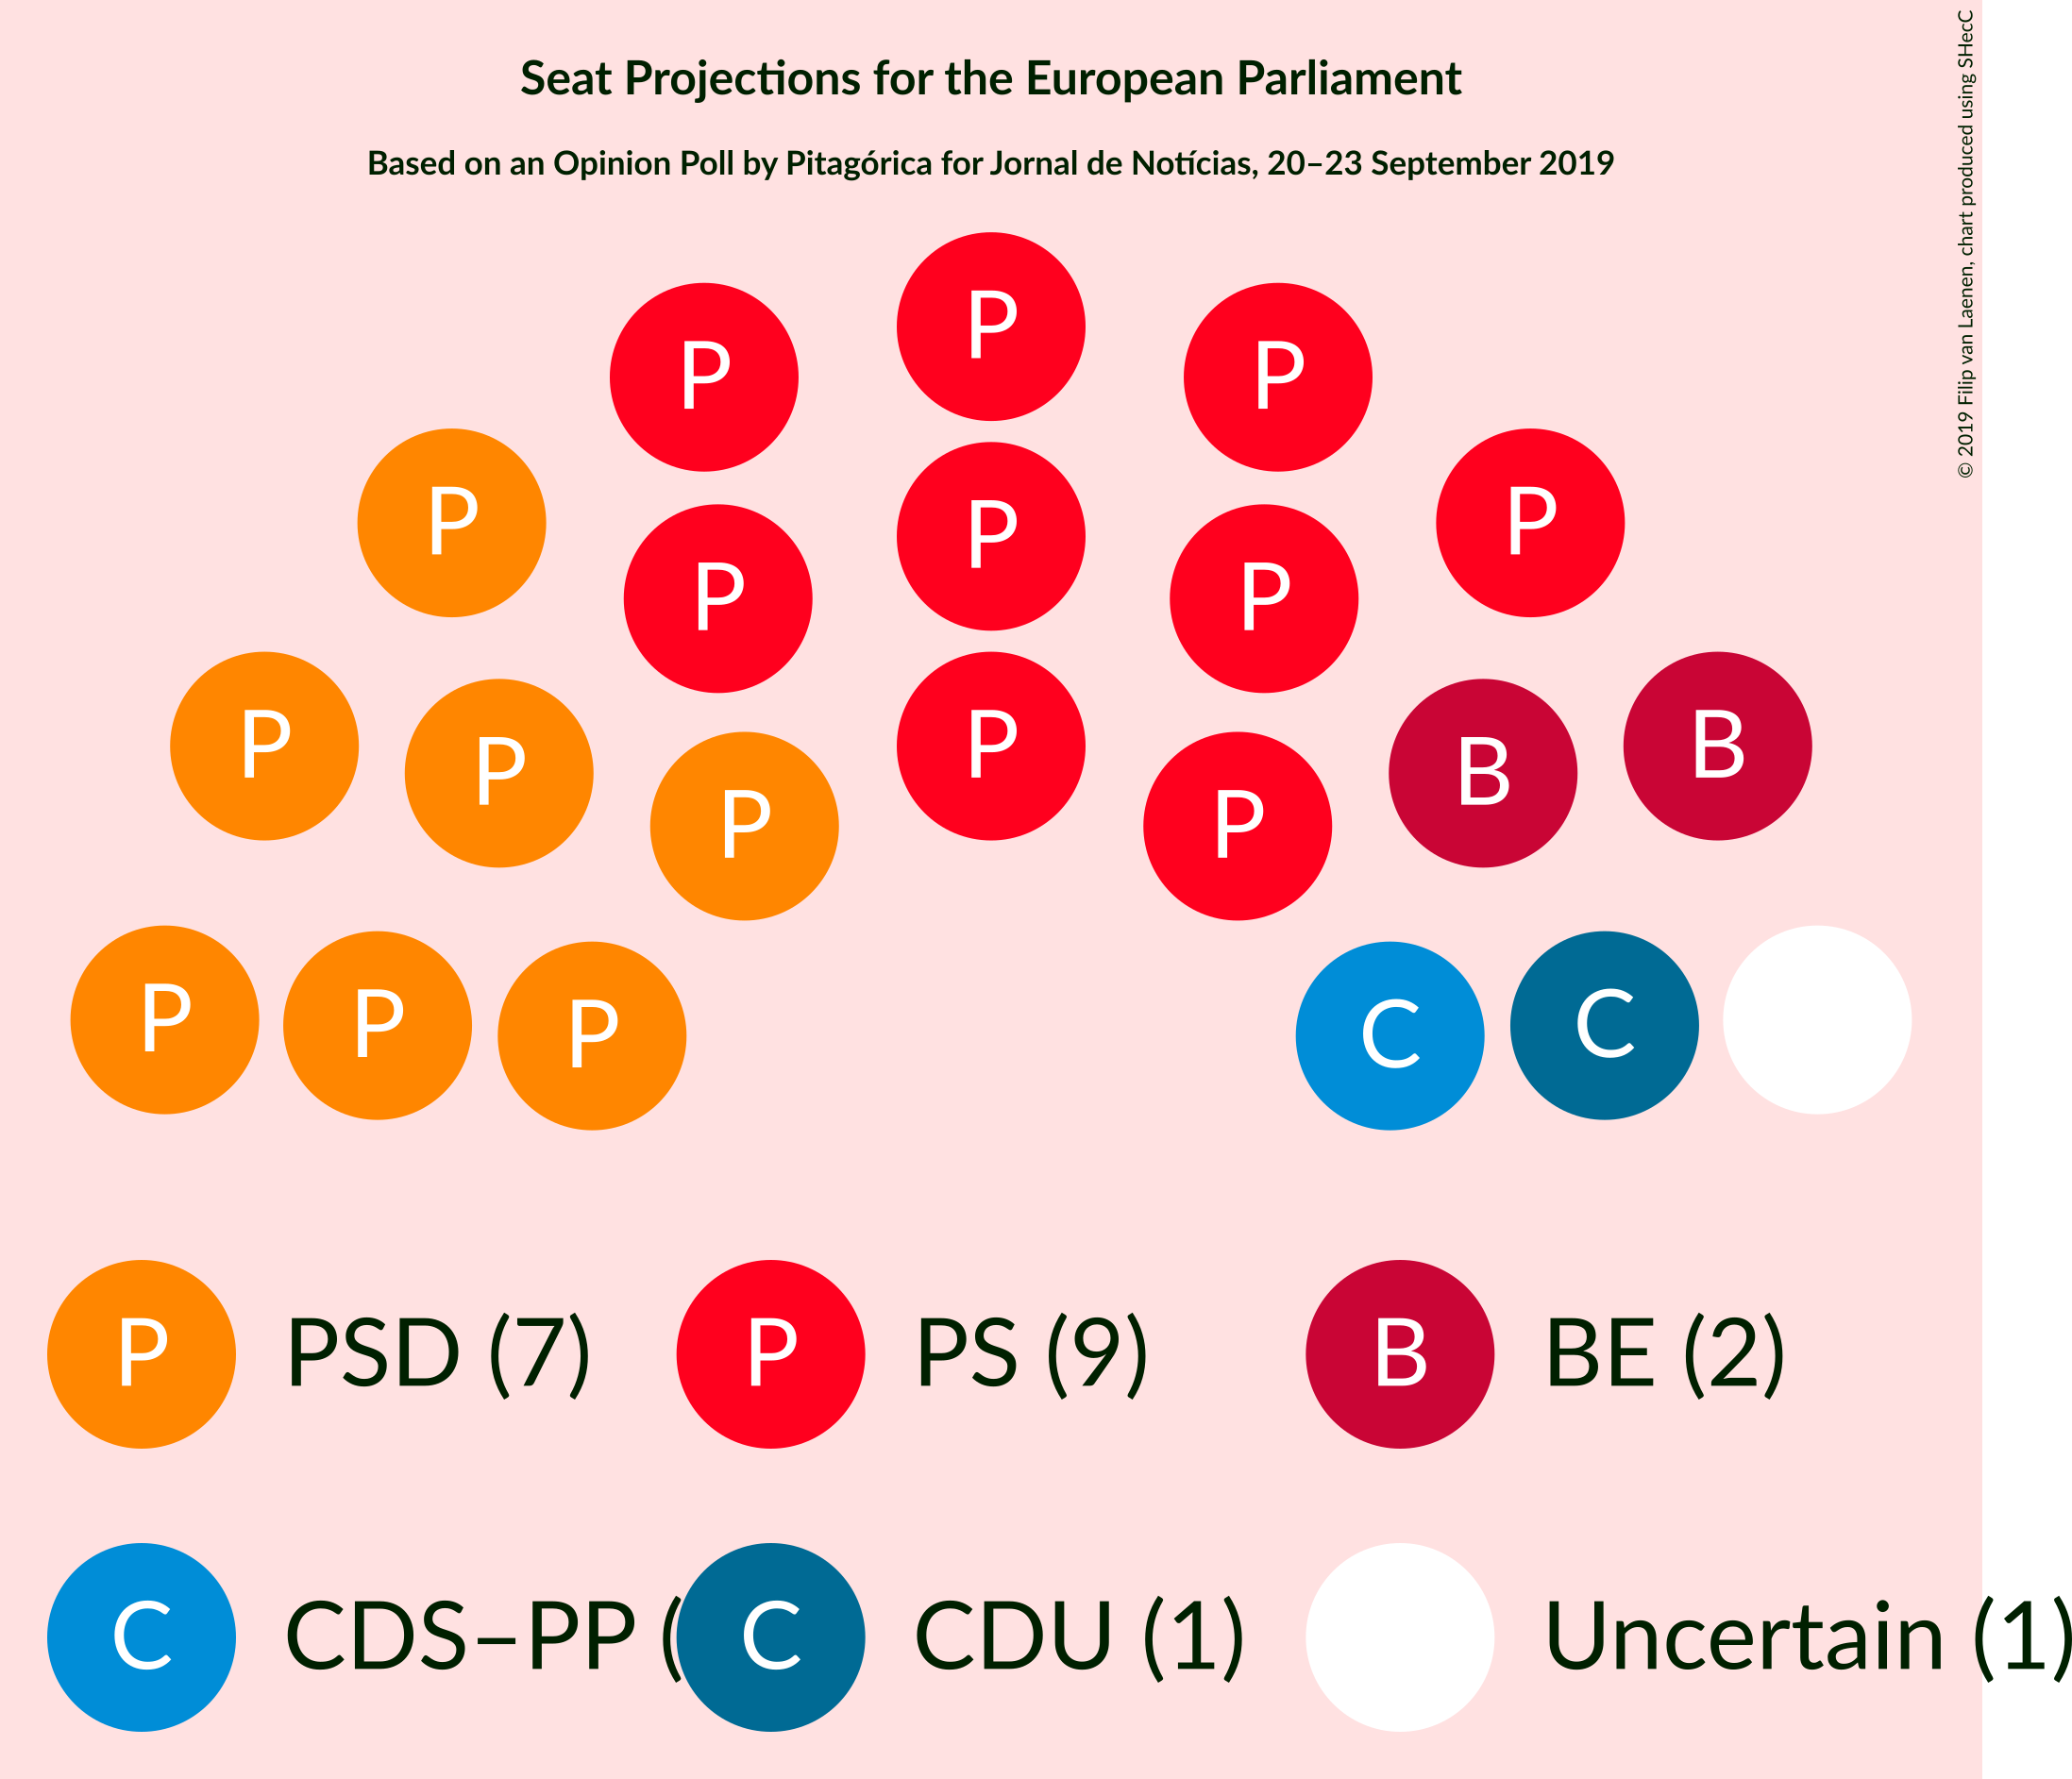 Seat Projections for the European Parliament
Based on an Opinion Poll by Pitagórica for Jornal de Notícias, 20–23 September 2019
© 2019 Filip van Laenen, chart produced using SHecC
P
P P
P P
P
P P
P
P B B
P P
P P
P P P C C
P PSD (7) P PS (9) B BE (2)
C CDS–PP ( C CDU (1) Uncertain (1)